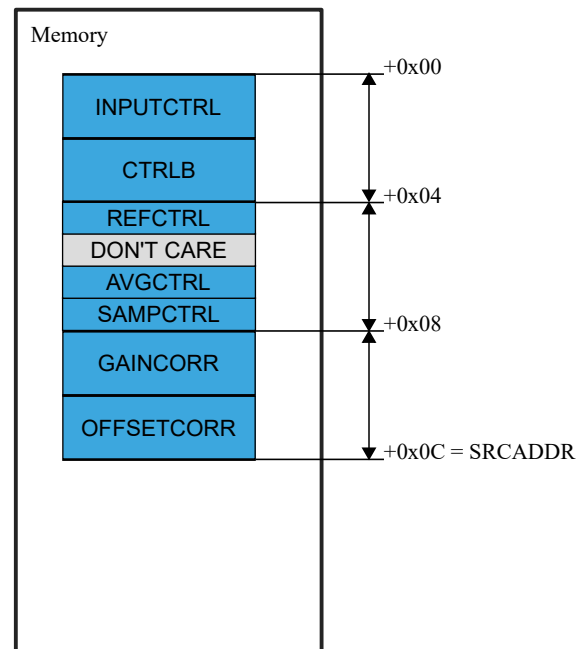 Memory
+0x00
INPUTCTRL
CTRLB
+0x04
REFCTRL
DON'T CARE
AVGCTRL
SAMPCTRL
+0x08
GAINCORR
OFFSETCORR
+0x0C = SRCADDR